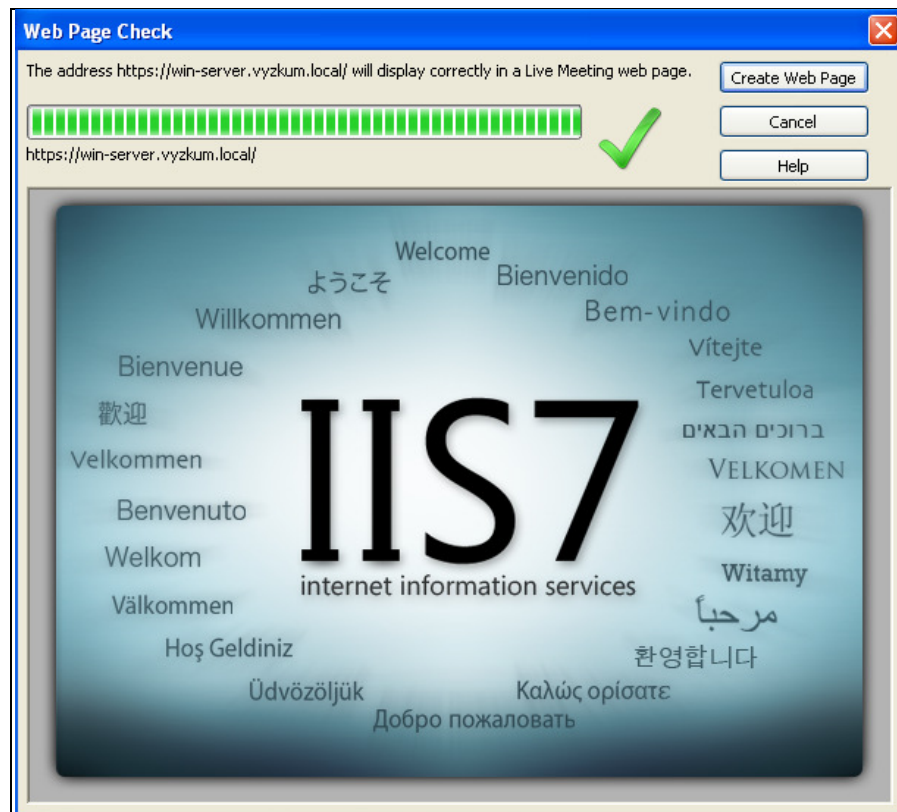 Web Page Check
The address https://win-server.vyzkum.local/ will display correctly in a Live Meeting web page.
Create Web Page
Cancel
https://win-server.vyzkum.local/
Help
Welcome
ようこそ
Bienvenido
Willkommen
Bem-vindo
Vítejte
Bienvenue
Tervetuloa
歡迎
ברוכים הבאים
Velkommen
VELKOMEN
Benvenuto
欢迎
Welkom
Witamy
Välkommen
مرحباً
Hoş Geldiniz
환영합니다
Üdvözöljük
Καλώς ορίσατε
Добро пожаловать
IIS7
internet information services